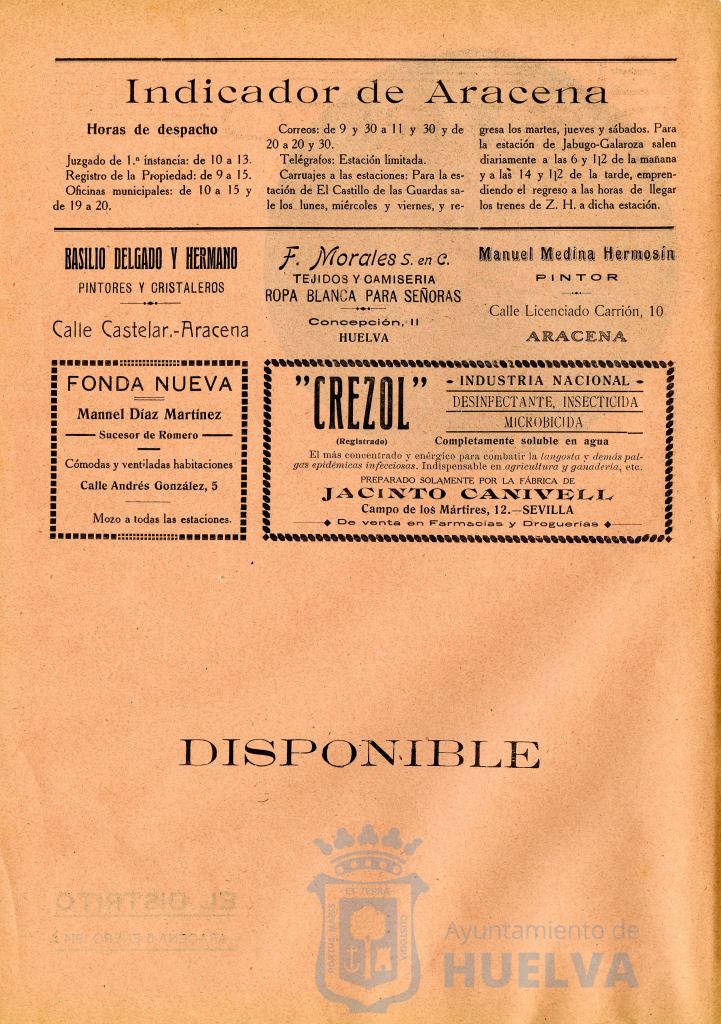 Indicador de Aracena
Horas de despacho
Juzgado de 1.ª instancia: de 10 a 13.
Registro de la Propiedad: de 9 a 15.
Oficinas municipales: de 10 a 15 y
de 19 a 20.
Correos: de 9 y 30 a 11 y 30 y de
20 a 20 y 30.
Telégrafos: Estación limitada.
Carruajes a las estaciones: Para la es-
tación de El Castillo de las Guardas sa-
le los lunes, miércoles y viernes, y re-
gresa los martes, jueves y sábados. Para
la estación de Jabugo-Galaroza salen
diariamente a las 6 y 1|2 de la mañana
y a las 14 y 1|2 de la tarde, empren-
diendo el regreso a las horas de llegar
los trenes de Z. H. a dicha estación.
BASILIO DELGADO Y HERMANO
PINTORES Y CRISTALEROS
Calle Castelar.-Aracena
F. Morales S. en C.
TEJIDOS Y CAMISERIA
ROPA BLANCA PARA SEÑORAS
Concepción, 11
HUELVA
Manuel Medina Hermosín
PINTOR
Calle Licenciado Carrión, 10
ARACENA
FONDA NUEVA
Mannel Díaz Martínez
Sucesor de Romero
Cómodas y ventiladas habitaciones
Calle Andrés González, 5
Mozo a todas las estaciones.
"CREZOL"
(Registrado)
- INDUSTRIA NACIONAL -
DESINFECTANTE, INSECTICIDA
MICROBICIDA
Completamente soluble en agua
El más concentrado y enérgico para combatir la langosta y demás pal-
gas epidémicas infecciosas. Indispensable en agricultura y ganadería, etc.
PREPARADO SOLAMENTE POR LA FÁBRICA DE
JACINTO CANIVELL
Campo de los Mártires, 12.—SEVILLA
De venta en Farmacias y Droguerías
DISPONIBLE
EL DISTRITO
PORTUS MARIS
ET TERRÆ
CUSTODIA
Ayuntamiento de
HUELVA